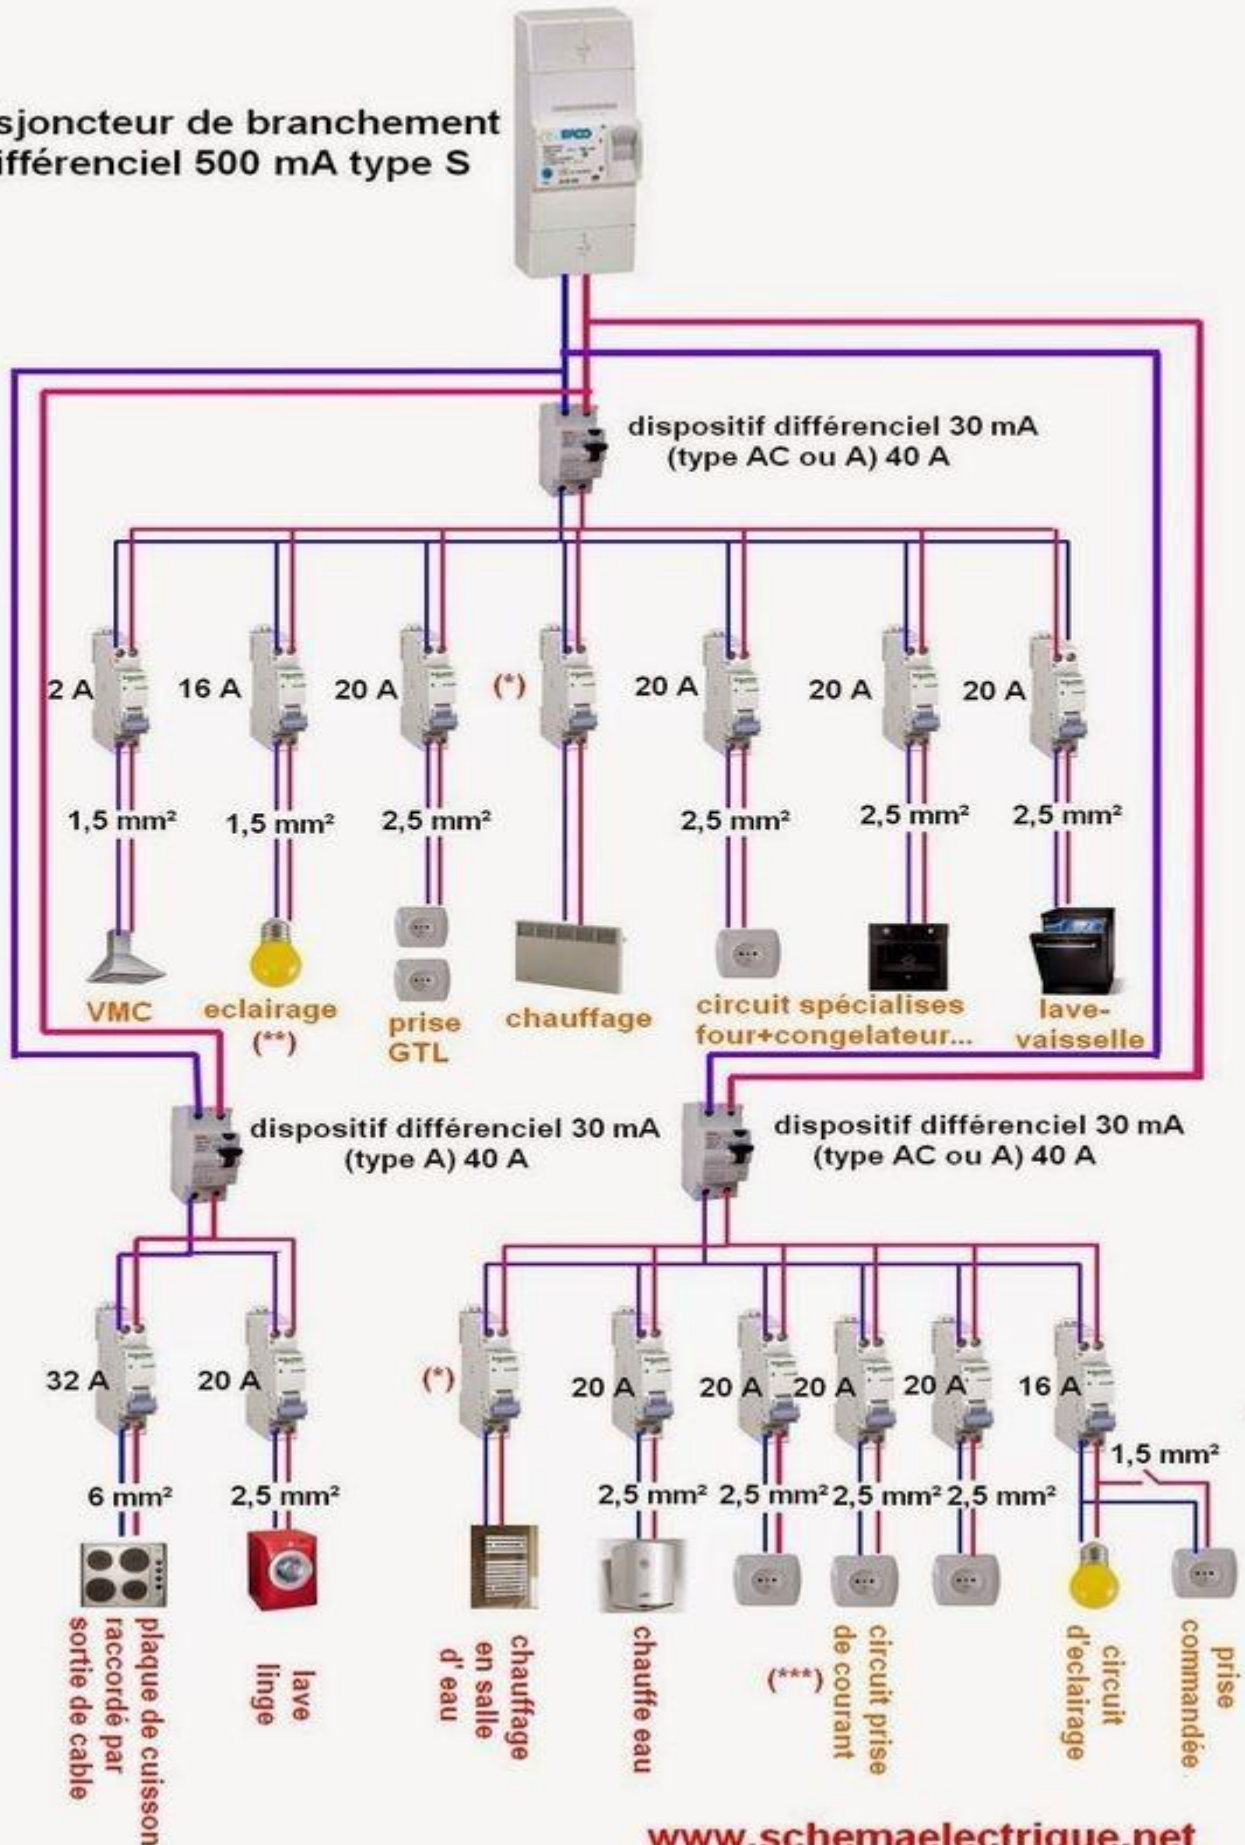 sjoncteur de branchement
ifférenciel 500 mA type S
dispositif différenciel 30 mA
(type AC ou A) 40 A
2 A
16 A
20 A
(*)
20 A
20 A
20 A
1,5 mm²
1,5 mm²
2,5 mm²
2,5 mm²
2,5 mm²
2,5 mm²
VMC
eclairage
(**)
prise
GTL
chauffage
circuit spécialises
four+congelateur...
lave-
vaisselle
dispositif différenciel 30 mA
(type A) 40 A
dispositif différenciel 30 mA
(type AC ou A) 40 A
32 A
20 A
(*)
20 A
20 A
20 A
20 A
16 A
1,5 mm²
6 mm²
2,5 mm²
2,5 mm²
2,5 mm²
2,5 mm²
2,5 mm²
plaque de cuisson
raccordé par
sortie de cable
lave
linge
chauffage
en salle
d' eau
chauffe eau
(***)
circuit prise
de courant
circuit
d'eclairage
prise
commandée
www.schemaelectrique.net